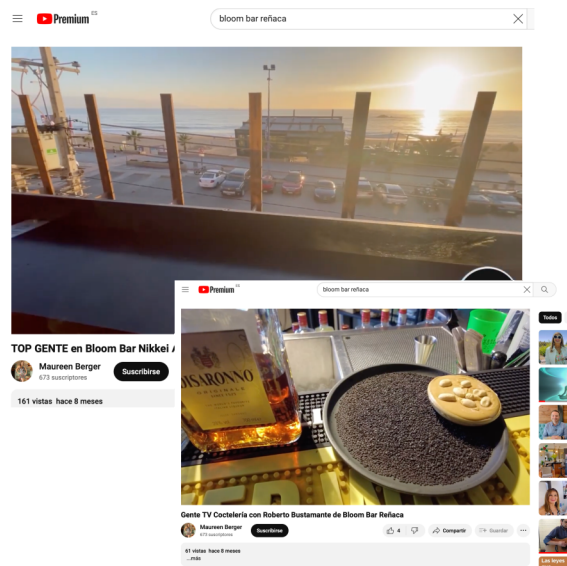 Premium ES
bloom bar reñaca
TOP GENTE en Bloom Bar Nikkei
Maureen Berger
673 suscriptores
Suscribirse
161 vistas hace 8 meses
Premium ES
bloom bar reñaca
Todos
DISARONNO
ORIGINALE
Gente TV Coctelería con Roberto Bustamante de Bloom Bar Reñaca
Maureen Berger
673 suscriptores
Suscribirse
4
Compartir
Guardar
61 vistas hace 8 meses
...más
Las leyes